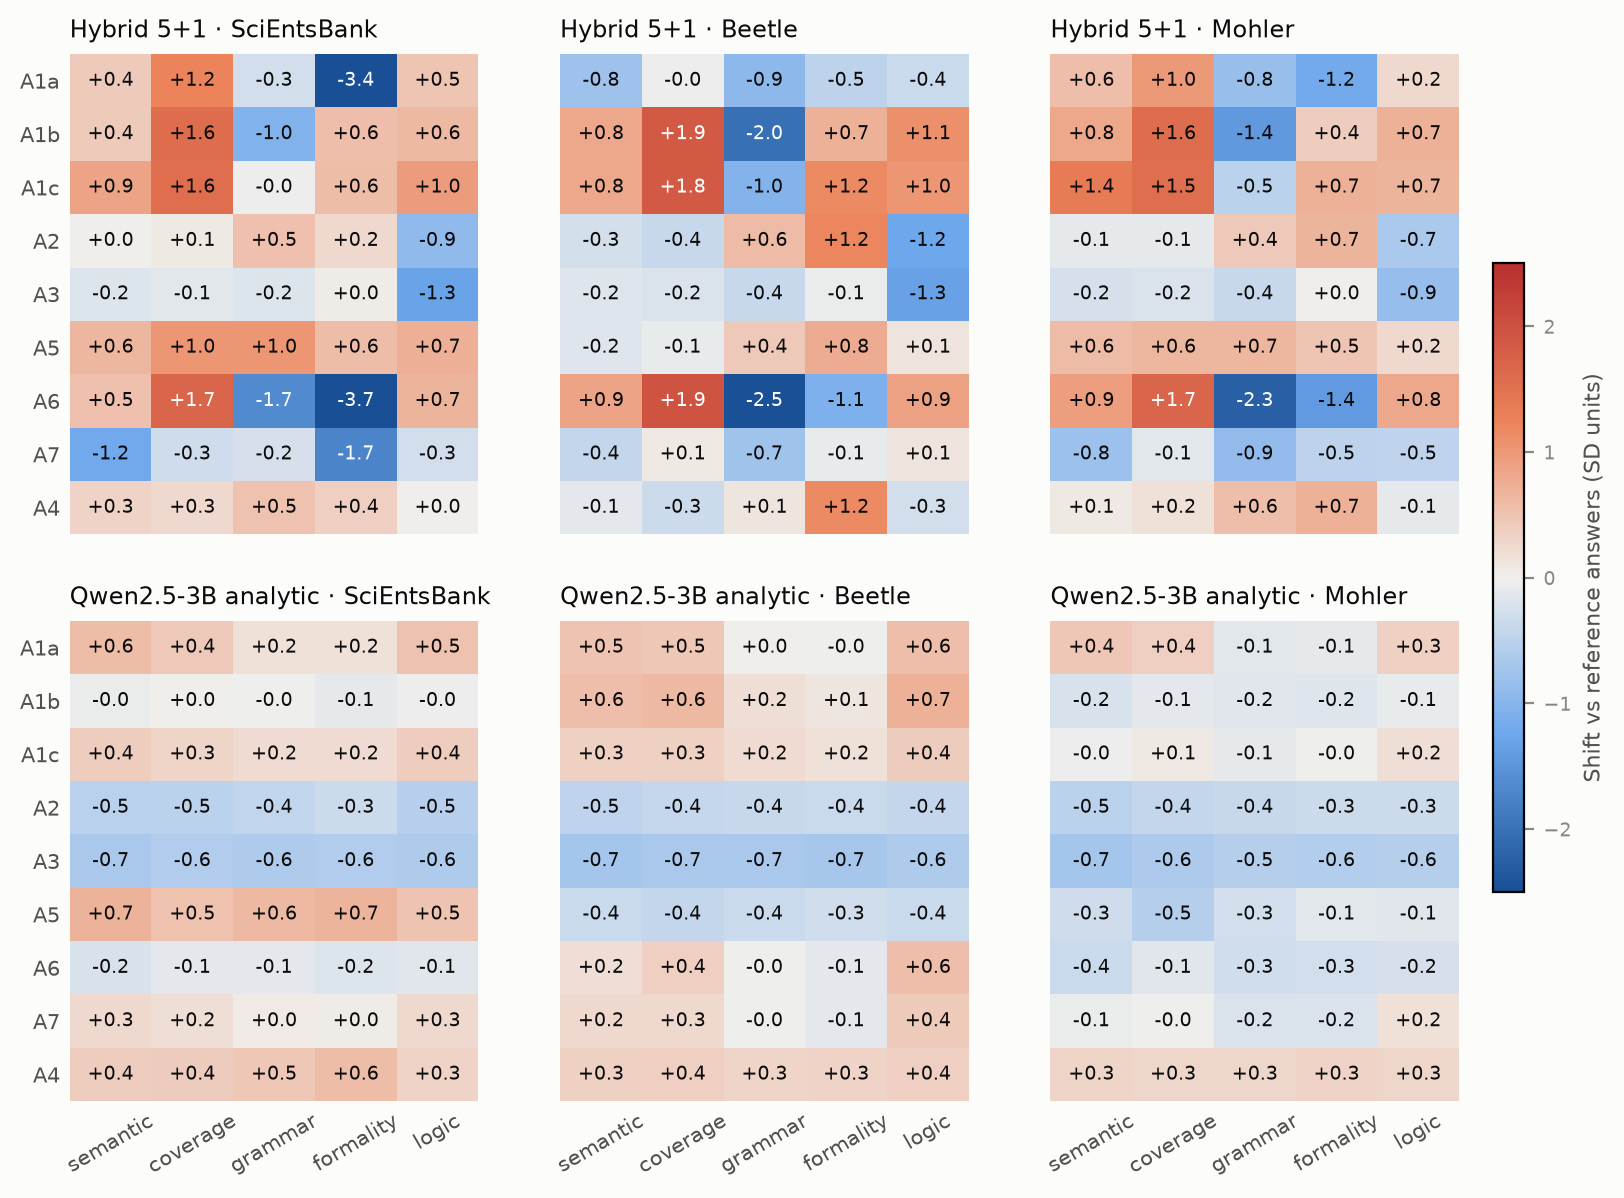 Hybrid 5+1 · SciEntsBank
A1a +0.4 +1.2 -0.3 -3.4 +0.5
A1b +0.4 +1.6 -1.0 +0.6 +0.6
A1c +0.9 +1.6 -0.0 +0.6 +1.0
A2 +0.0 +0.1 +0.5 +0.2 -0.9
A3 -0.2 -0.1 -0.2 +0.0 -1.3
A5 +0.6 +1.0 +1.0 +0.6 +0.7
A6 +0.5 +1.7 -1.7 -3.7 +0.7
A7 -1.2 -0.3 -0.2 -1.7 -0.3
A4 +0.3 +0.3 +0.5 +0.4 +0.0
Hybrid 5+1 · Beetle
-0.8 -0.0 -0.9 -0.5 -0.4
+0.8 +1.9 -2.0 +0.7 +1.1
+0.8 +1.8 -1.0 +1.2 +1.0
-0.3 -0.4 +0.6 +1.2 -1.2
-0.2 -0.2 -0.4 -0.1 -1.3
-0.2 -0.1 +0.4 +0.8 +0.1
+0.9 +1.9 -2.5 -1.1 +0.9
-0.4 +0.1 -0.7 -0.1 +0.1
-0.1 -0.3 +0.1 +1.2 -0.3
Hybrid 5+1 · Mohler
+0.6 +1.0 -0.8 -1.2 +0.2
+0.8 +1.6 -1.4 +0.4 +0.7
+1.4 +1.5 -0.5 +0.7 +0.7
-0.1 -0.1 +0.4 +0.7 -0.7
-0.2 -0.2 -0.4 +0.0 -0.9
+0.6 +0.6 +0.7 +0.5 +0.2
+0.9 +1.7 -2.3 -1.4 +0.8
-0.8 -0.1 -0.9 -0.5 -0.5
+0.1 +0.2 +0.6 +0.7 -0.1
Qwen2.5-3B analytic · SciEntsBank
A1a +0.6 +0.4 +0.2 +0.2 +0.5
A1b -0.0 +0.0 -0.0 -0.1 -0.0
A1c +0.4 +0.3 +0.2 +0.2 +0.4
A2 -0.5 -0.5 -0.4 -0.3 -0.5
A3 -0.7 -0.6 -0.6 -0.6 -0.6
A5 +0.7 +0.5 +0.6 +0.7 +0.5
A6 -0.2 -0.1 -0.1 -0.2 -0.1
A7 +0.3 +0.2 +0.0 +0.0 +0.3
A4 +0.4 +0.4 +0.5 +0.6 +0.3
semantic coverage grammar formality logic
Qwen2.5-3B analytic · Beetle
+0.5 +0.5 +0.0 -0.0 +0.6
+0.6 +0.6 +0.2 +0.1 +0.7
+0.3 +0.3 +0.2 +0.2 +0.4
-0.5 -0.4 -0.4 -0.4 -0.4
-0.7 -0.7 -0.7 -0.7 -0.6
-0.4 -0.4 -0.4 -0.3 -0.4
+0.2 +0.4 -0.0 -0.1 +0.6
+0.2 +0.3 -0.0 -0.1 +0.4
+0.3 +0.4 +0.3 +0.3 +0.4
semantic coverage grammar formality logic
Qwen2.5-3B analytic · Mohler
+0.4 +0.4 -0.1 -0.1 +0.3
-0.2 -0.1 -0.2 -0.2 -0.1
-0.0 +0.1 -0.1 -0.0 +0.2
-0.5 -0.4 -0.4 -0.3 -0.3
-0.7 -0.6 -0.5 -0.6 -0.6
-0.3 -0.5 -0.3 -0.1 -0.1
-0.4 -0.1 -0.3 -0.3 -0.2
-0.1 -0.0 -0.2 -0.2 +0.2
+0.3 +0.3 +0.3 +0.3 +0.3
semantic coverage grammar formality logic
2
1
0
−1
−2
Shift vs reference answers (SD units)